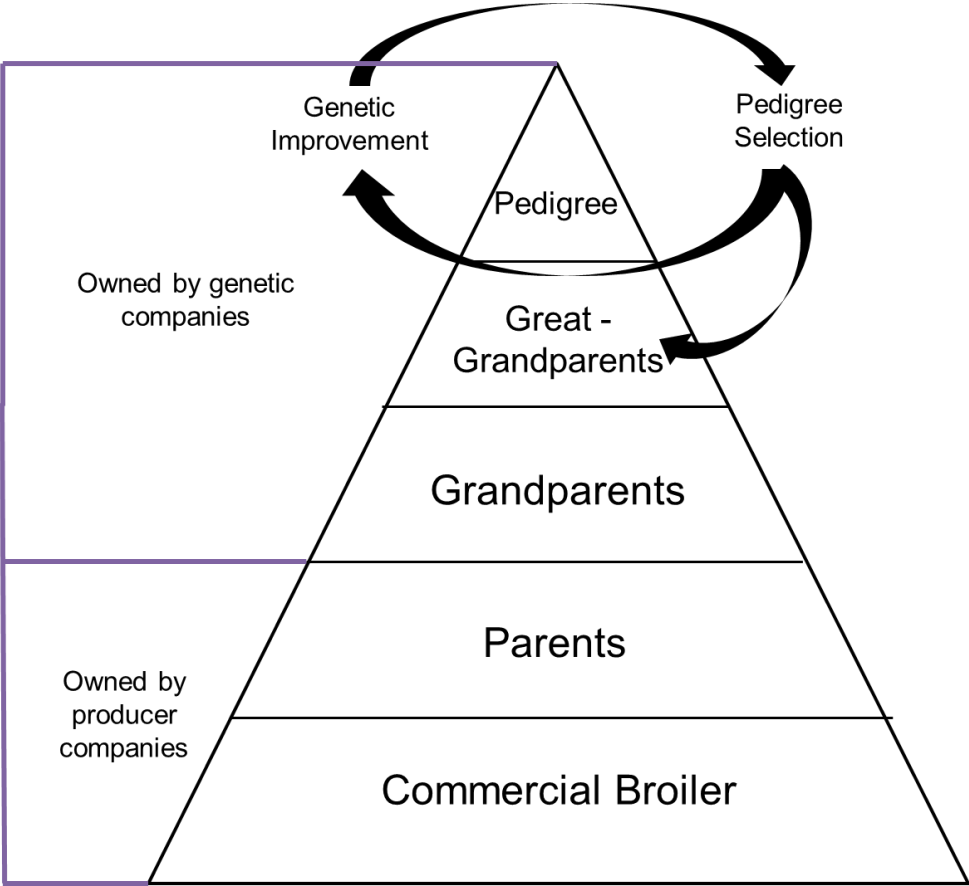 Genetic
Improvement
Pedigree
Selection
Pedigree
Owned by genetic
companies
Great -
Grandparents
Grandparents
Parents
Owned by
producer
companies
Commercial Broiler